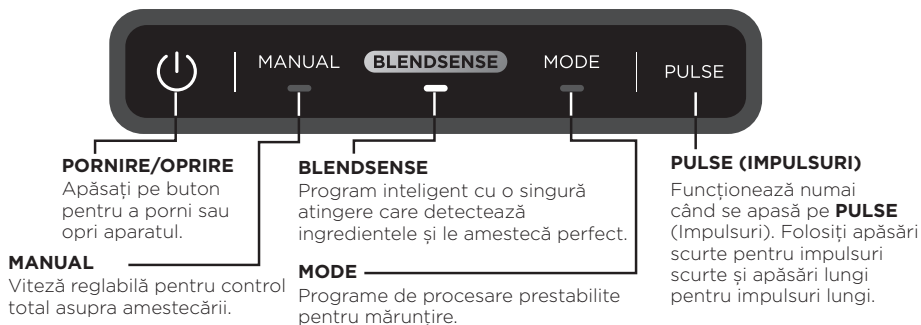 MANUAL
BLENDSENSE
MODE
PULSE
PORNIRE/OPRIRE
Apăsați pe buton
pentru a porni sau
opri aparatul.
MANUAL
Viteză reglabilă pentru control
total asupra amestecării.
BLENDSENSE
Program inteligent cu o singură
atingere care detectează
ingredientele și le amestecă perfect.
MODE
Programe de procesare prestabilite
pentru mărunțire.
PULSE (IMPULSURI)
Funcționează numai
când se apasă pe PULSE
(Impulsuri). Folosiți apăsări
scurte pentru impulsuri
scurte și apăsări lungi
pentru impulsuri lungi.